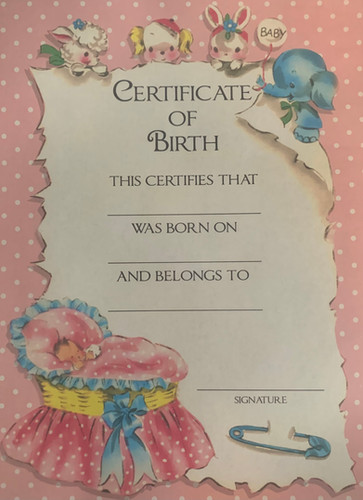 BABY
CERTIFICATE
OF
BIRTH
THIS CERTIFIES THAT
WAS BORN ON
AND BELONGS TO
SIGNATURE